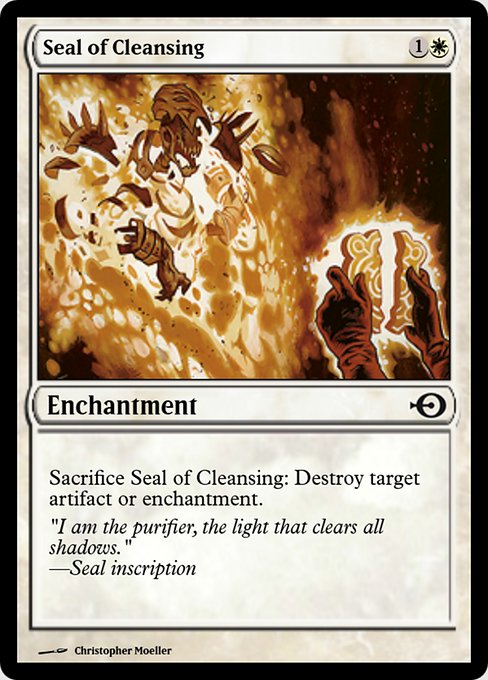 Seal of Cleansing 1
Enchantment
Sacrifice Seal of Cleansing: Destroy target
artifact or enchantment.
"I am the purifier, the light that clears all
shadows."
—Seal inscription
Christopher Moeller